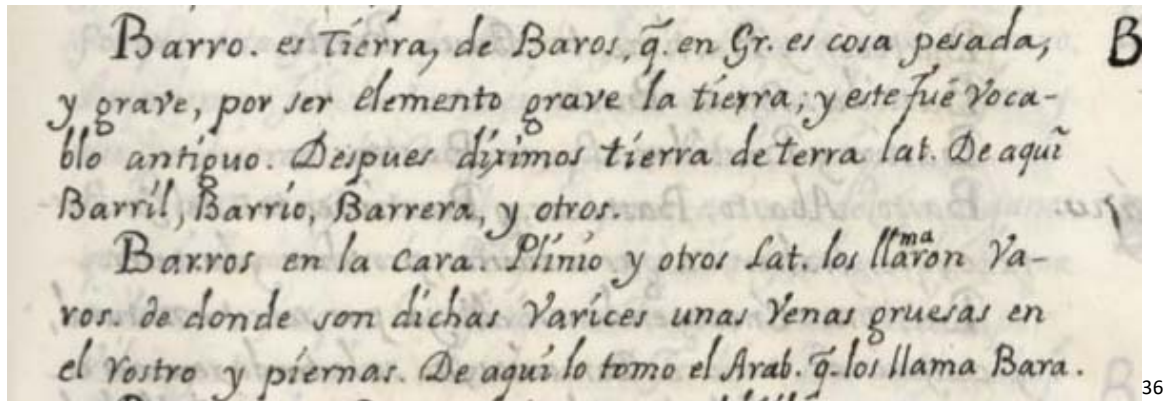 Barro. es Tierra, de Baros, q̃. en Gr. es cosa pesada, B
y grave, por ser elemento grave la tierra, y este fué Voca-
blo antiguo. Despues diximos tierra de terra lat. De aqui
Barril, Barrio, Barrera, y otros.
Barros en la cara. Plinio y otros Lat. los llamaron Va-
ros. de donde son dichas Varices unas Venas gruesas en
el rostro y piernas. De aqui lo tomo el Arab. q̃. los llama Bara.
36